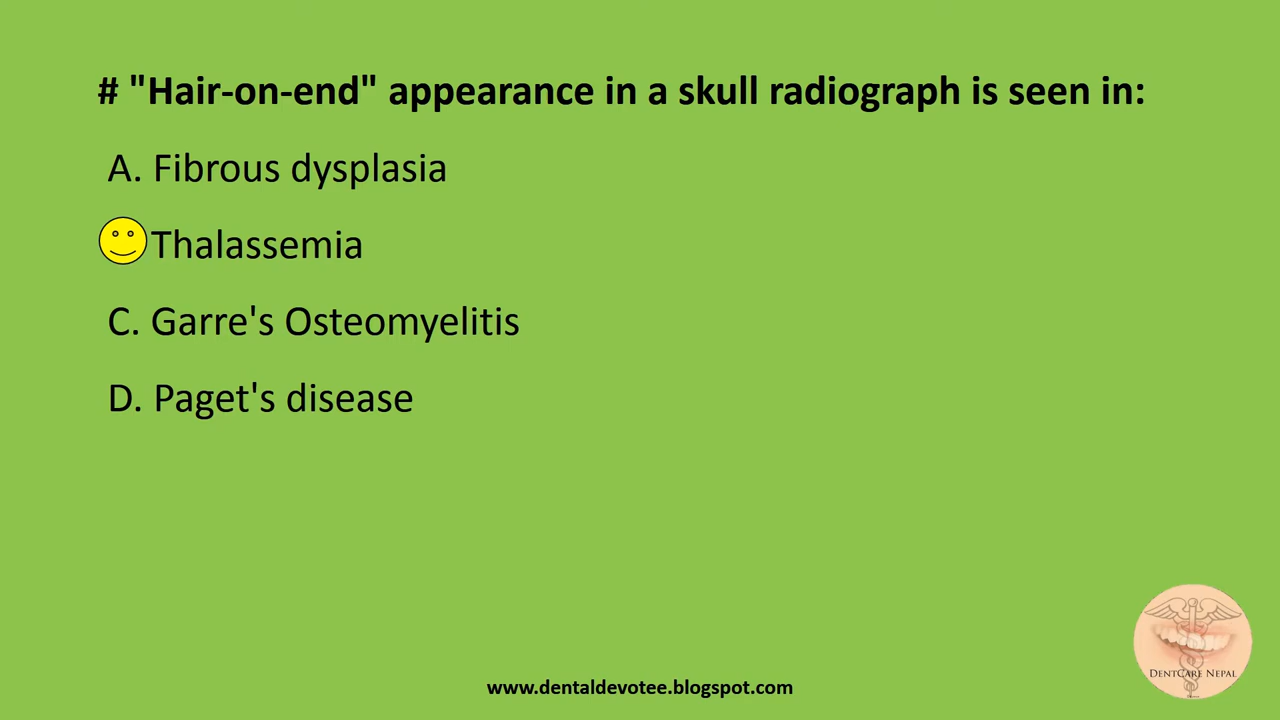 # "Hair-on-end" appearance in a skull radiograph is seen in:
A. Fibrous dysplasia
Thalassemia
C. Garre's Osteomyelitis
D. Paget's disease
DENTCARE NEPAL
www.dentaldevotee.blogspot.com